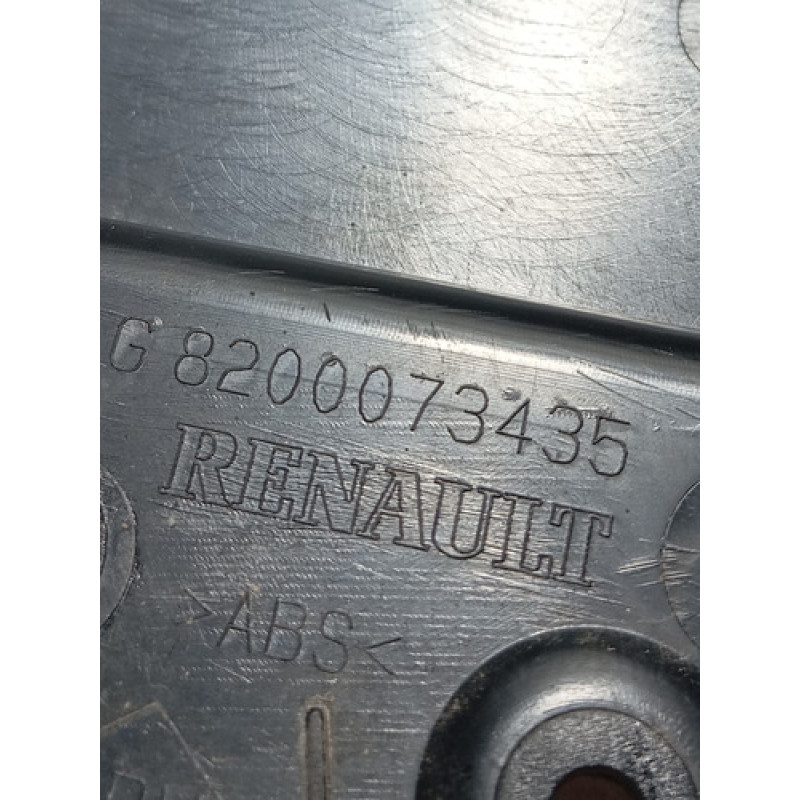 G 8200073435
RENAULT
>ABS<